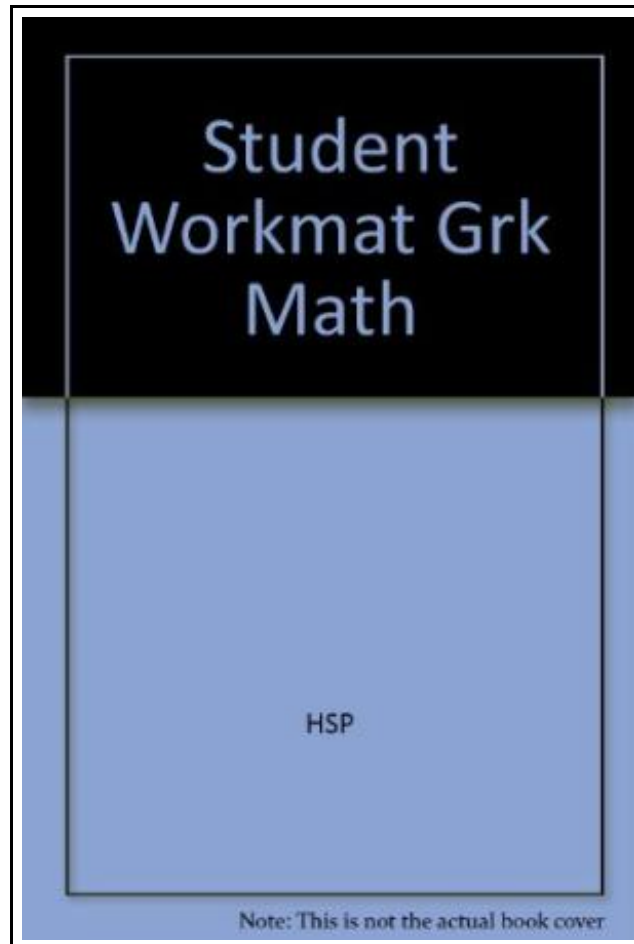 Student
Workmat Grk
Math
HSP
Note: This is not the actual book cover